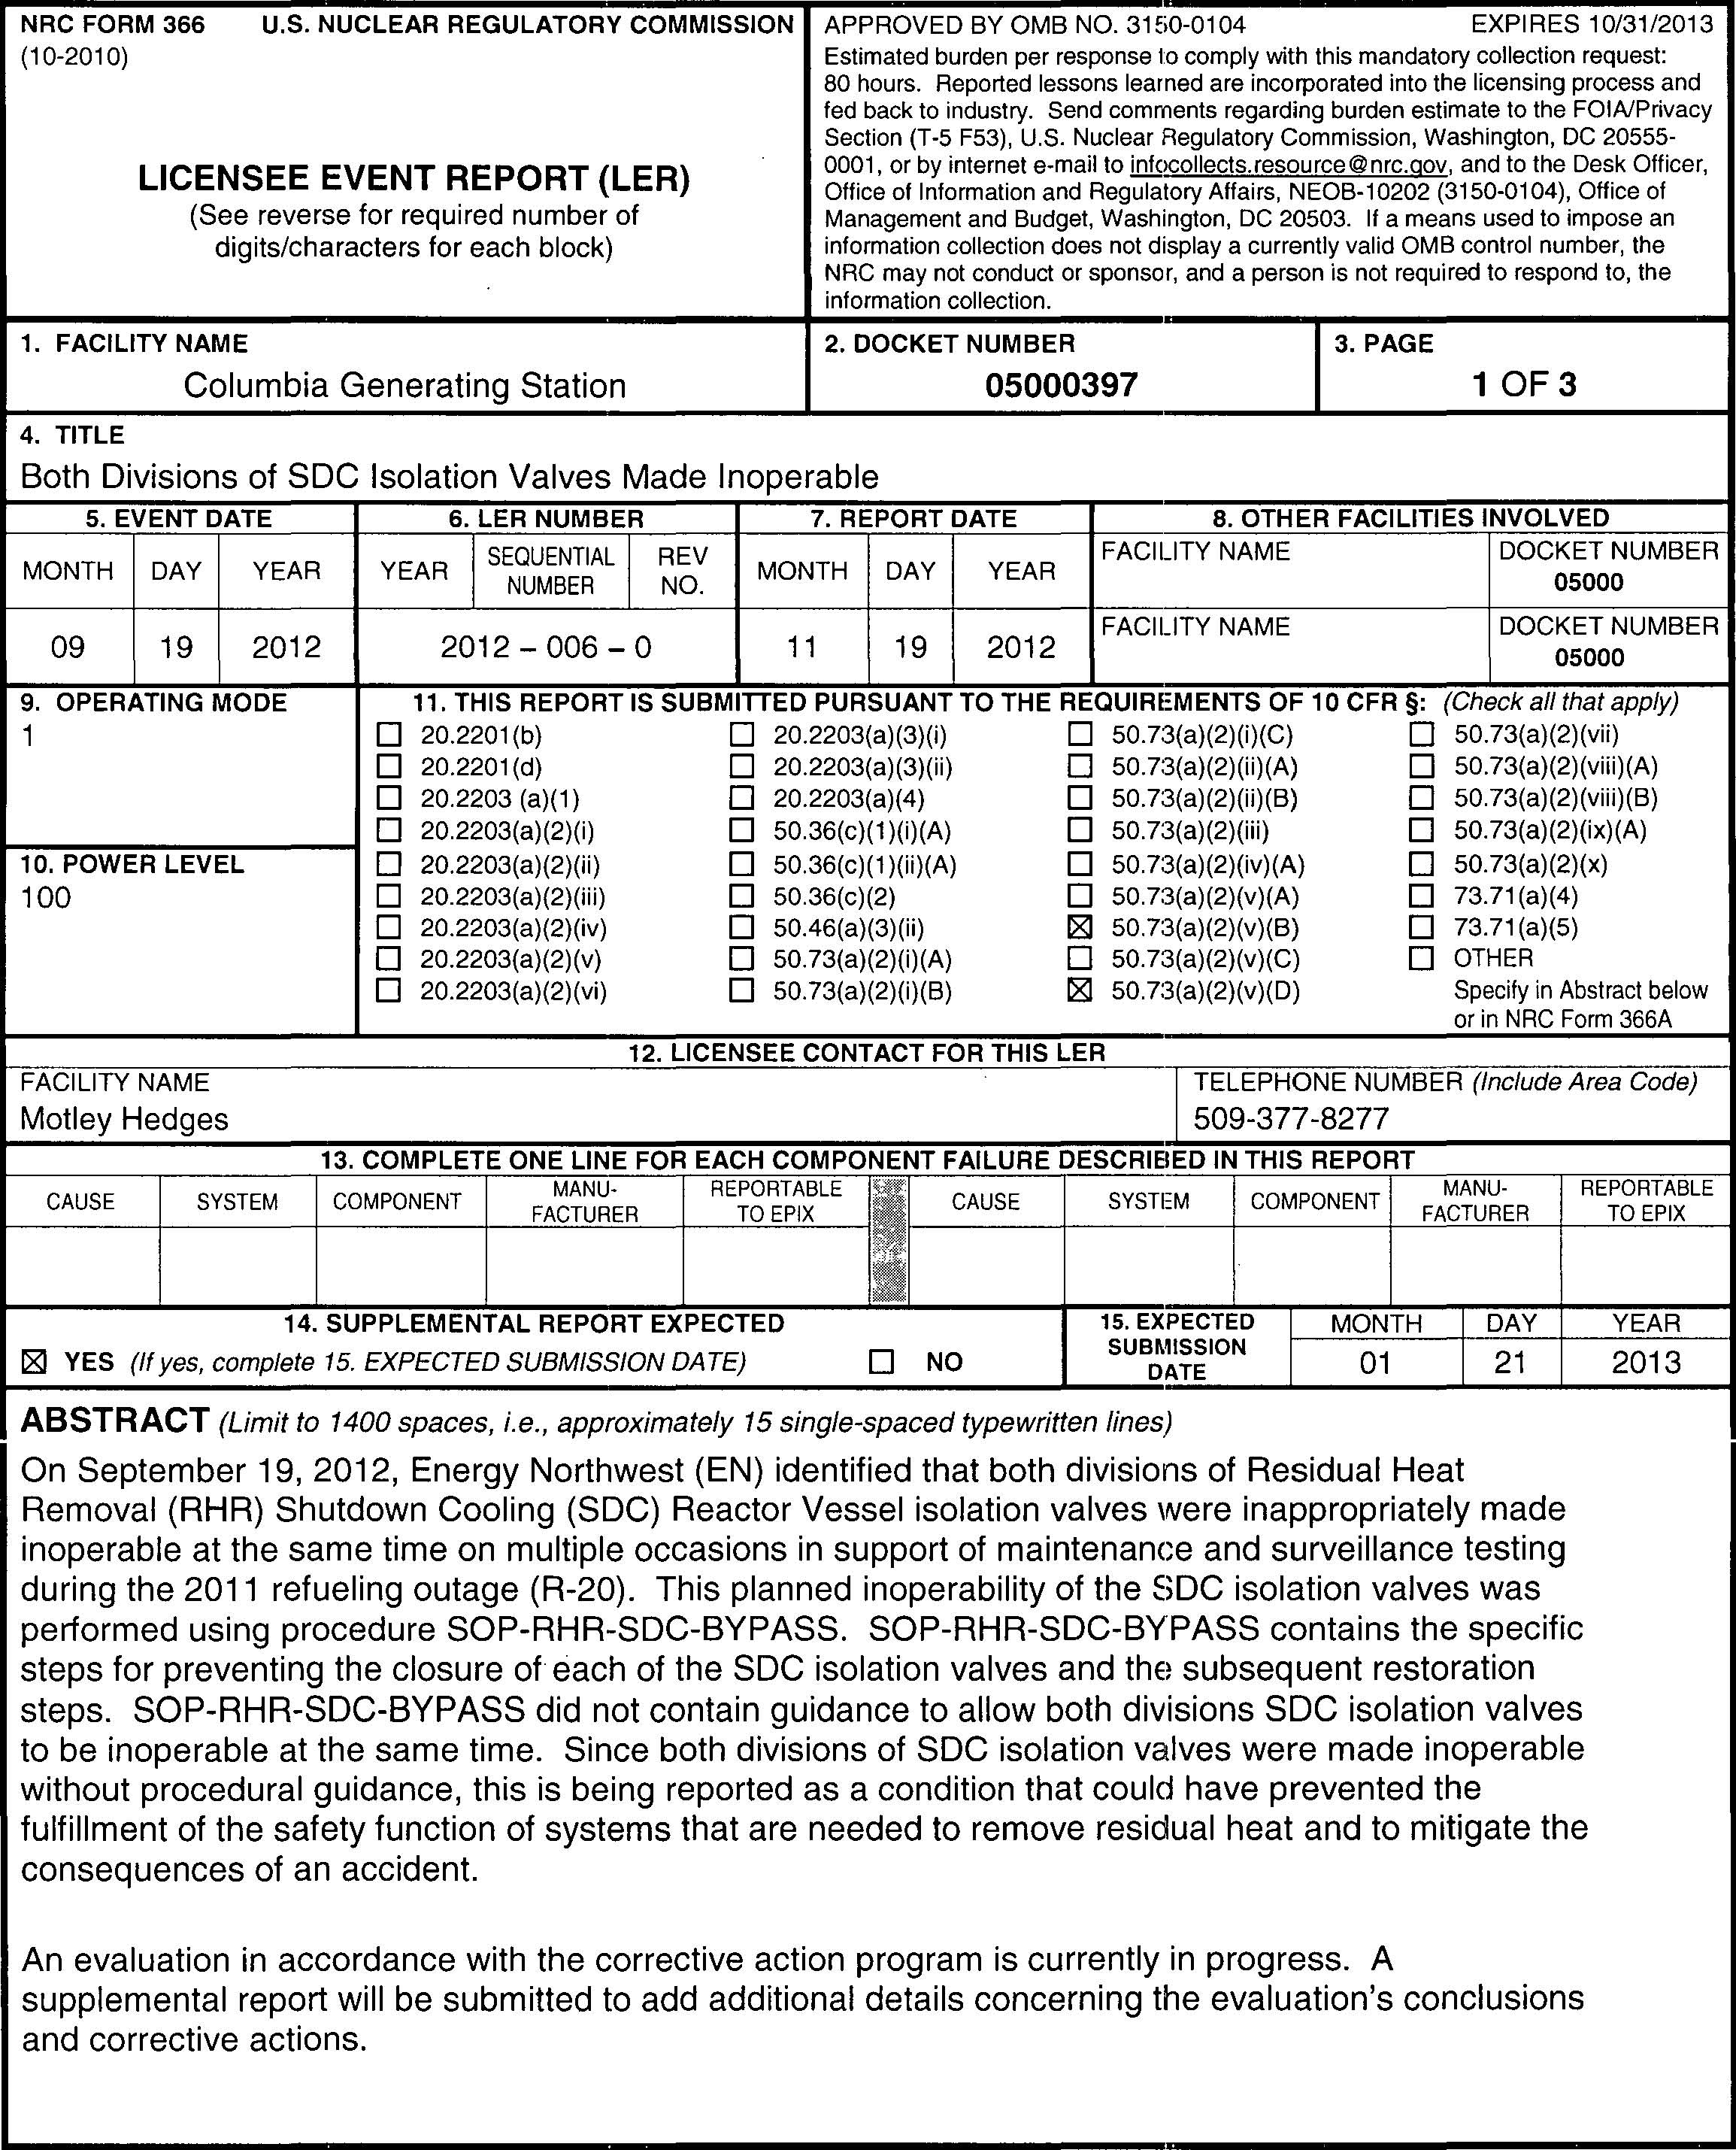 NRC FORM 366 U.S. NUCLEAR REGULATORY COMMISSION
(10-2010)
LICENSEE EVENT REPORT (LER)
(See reverse for required number of
digits/characters for each block)
APPROVED BY OMB NO. 3150-0104 EXPIRES 10/31/2013
Estimated burden per response to comply with this mandatory collection request:
80 hours. Reported lessons learned are incorporated into the licensing process and
fed back to industry. Send comments regarding burden estimate to the FOIA/Privacy
Section (T-5 F53), U.S. Nuclear Regulatory Commission, Washington, DC 20555-
0001, or by internet e-mail to infocollects.resource@nrc.gov, and to the Desk Officer,
Office of Information and Regulatory Affairs, NEOB-10202 (3150-0104), Office of
Management and Budget, Washington, DC 20503. If a means used to impose an
information collection does not display a currently valid OMB control number, the
NRC may not conduct or sponsor, and a person is not required to respond to, the
information collection.
1. FACILITY NAME
Columbia Generating Station
2. DOCKET NUMBER
05000397
3. PAGE
1 OF 3
4. TITLE
Both Divisions of SDC Isolation Valves Made Inoperable
5. EVENT DATE 6. LER NUMBER 7. REPORT DATE 8. OTHER FACILITIES INVOLVED
MONTH DAY YEAR YEAR SEQUENTIAL NUMBER REV NO. MONTH DAY YEAR
FACILITY NAME DOCKET NUMBER
05000
09 19 2012 2012 – 006 – 0 11 19 2012
FACILITY NAME DOCKET NUMBER
05000
9. OPERATING MODE
1
10. POWER LEVEL
100
11. THIS REPORT IS SUBMITTED PURSUANT TO THE REQUIREMENTS OF 10 CFR §: (Check all that apply)
☐ 20.2201(b) ☐ 20.2203(a)(3)(i) ☐ 50.73(a)(2)(i)(C) ☐ 50.73(a)(2)(vii)
☐ 20.2201(d) ☐ 20.2203(a)(3)(ii) ☐ 50.73(a)(2)(ii)(A) ☐ 50.73(a)(2)(viii)(A)
☐ 20.2203 (a)(1) ☐ 20.2203(a)(4) ☐ 50.73(a)(2)(ii)(B) ☐ 50.73(a)(2)(viii)(B)
☐ 20.2203(a)(2)(i) ☐ 50.36(c)(1)(i)(A) ☐ 50.73(a)(2)(iii) ☐ 50.73(a)(2)(ix)(A)
☐ 20.2203(a)(2)(ii) ☐ 50.36(c)(1)(ii)(A) ☐ 50.73(a)(2)(iv)(A) ☐ 50.73(a)(2)(x)
☐ 20.2203(a)(2)(iii) ☐ 50.36(c)(2) ☐ 50.73(a)(2)(v)(A) ☐ 73.71(a)(4)
☐ 20.2203(a)(2)(iv) ☐ 50.46(a)(3)(ii) ☒ 50.73(a)(2)(v)(B) ☐ 73.71(a)(5)
☐ 20.2203(a)(2)(v) ☐ 50.73(a)(2)(i)(A) ☐ 50.73(a)(2)(v)(C) ☐ OTHER
☐ 20.2203(a)(2)(vi) ☐ 50.73(a)(2)(i)(B) ☒ 50.73(a)(2)(v)(D) Specify in Abstract below
or in NRC Form 366A
12. LICENSEE CONTACT FOR THIS LER
FACILITY NAME TELEPHONE NUMBER (Include Area Code)
Motley Hedges 509-377-8277
13. COMPLETE ONE LINE FOR EACH COMPONENT FAILURE DESCRIBED IN THIS REPORT
CAUSE SYSTEM COMPONENT MANU-FACTURER REPORTABLE TO EPIX CAUSE SYSTEM COMPONENT MANU-FACTURER REPORTABLE TO EPIX
14. SUPPLEMENTAL REPORT EXPECTED
☒ YES (If yes, complete 15. EXPECTED SUBMISSION DATE) ☐ NO
15. EXPECTED
SUBMISSION
DATE
MONTH DAY YEAR
01 21 2013
ABSTRACT (Limit to 1400 spaces, i.e., approximately 15 single-spaced typewritten lines)
On September 19, 2012, Energy Northwest (EN) identified that both divisions of Residual Heat
Removal (RHR) Shutdown Cooling (SDC) Reactor Vessel isolation valves were inappropriately made
inoperable at the same time on multiple occasions in support of maintenance and surveillance testing
during the 2011 refueling outage (R-20). This planned inoperability of the SDC isolation valves was
performed using procedure SOP-RHR-SDC-BYPASS. SOP-RHR-SDC-BYPASS contains the specific
steps for preventing the closure of each of the SDC isolation valves and the subsequent restoration
steps. SOP-RHR-SDC-BYPASS did not contain guidance to allow both divisions SDC isolation valves
to be inoperable at the same time. Since both divisions of SDC isolation valves were made inoperable
without procedural guidance, this is being reported as a condition that could have prevented the
fulfillment of the safety function of systems that are needed to remove residual heat and to mitigate the
consequences of an accident.
An evaluation in accordance with the corrective action program is currently in progress. A
supplemental report will be submitted to add additional details concerning the evaluation's conclusions
and corrective actions.